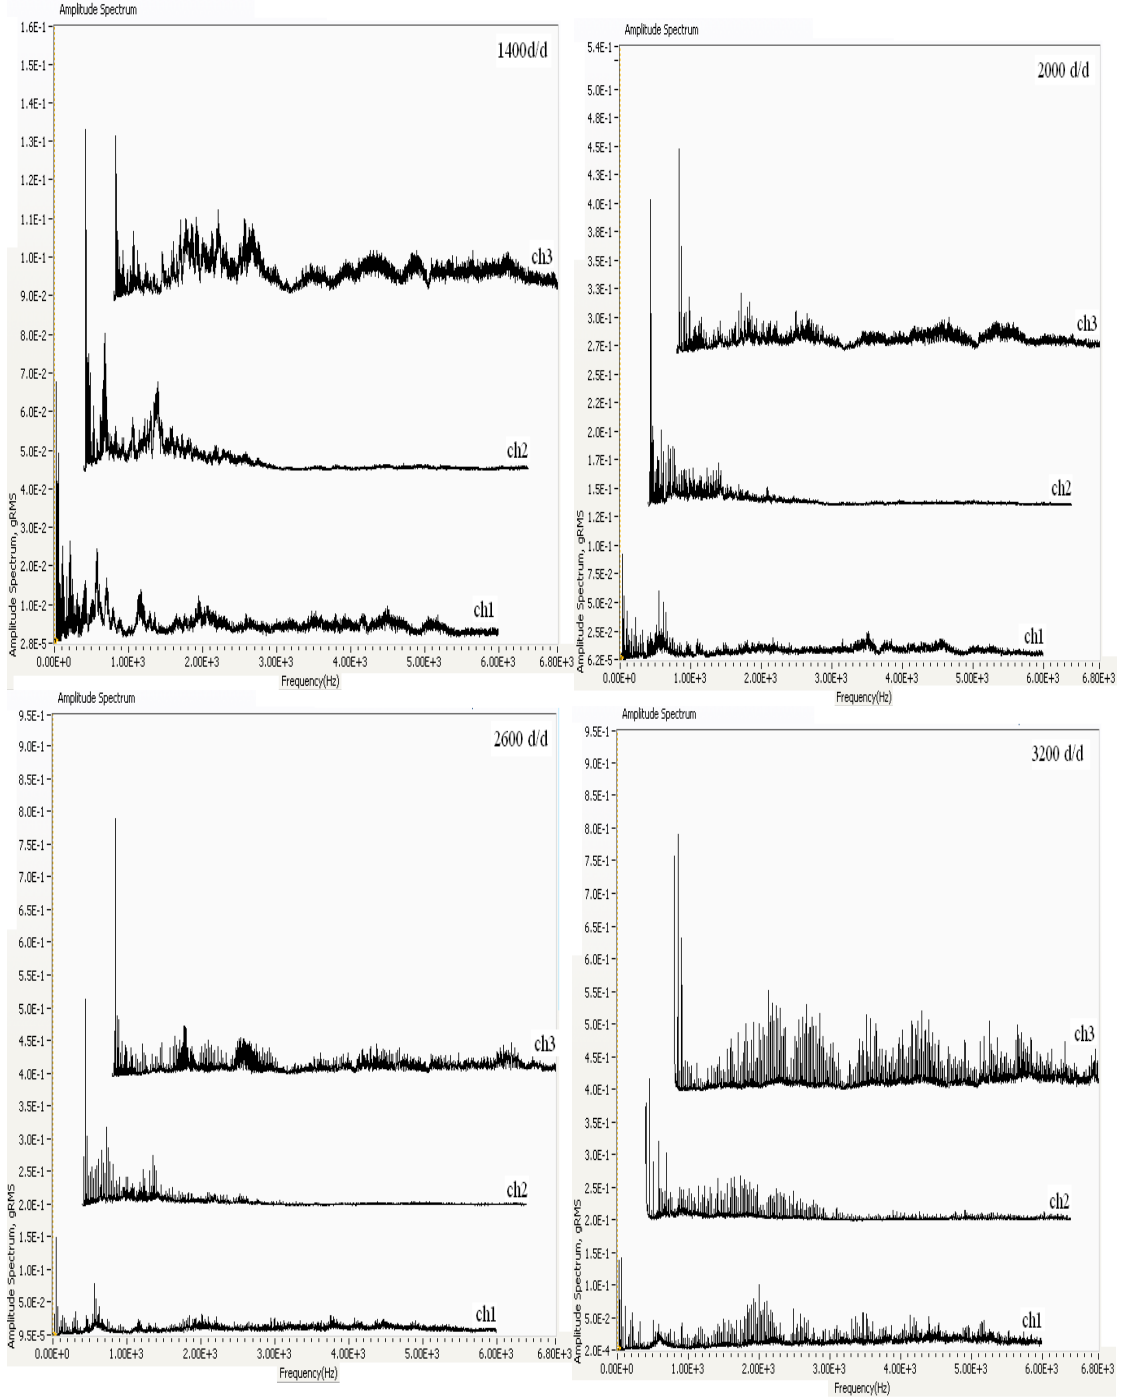 Amplitude Spectrum
1400d/d
1.6E-1
1.5E-1
1.4E-1
1.3E-1
1.2E-1
1.1E-1
1.0E-1
9.0E-2
8.0E-2
7.0E-2
6.0E-2
5.0E-2
4.0E-2
3.0E-2
2.0E-2
1.0E-2
2.8E-5
Amplitude Spectrum, gRMS
ch3
ch2
ch1
0.00E+0 1.00E+3 2.00E+3 3.00E+3 4.00E+3 5.00E+3 6.00E+3 6.80E+3
Frequency(Hz)
Amplitude Spectrum
2000 d/d
5.4E-1
5.0E-1
4.8E-1
4.5E-1
4.3E-1
4.0E-1
3.8E-1
3.5E-1
3.3E-1
3.0E-1
2.7E-1
2.5E-1
2.2E-1
2.0E-1
1.7E-1
1.5E-1
1.2E-1
1.0E-1
7.5E-2
5.0E-2
2.5E-2
6.2E-5
Amplitude Spectrum, gRMS
ch3
ch2
ch1
0.00E+0 1.00E+3 2.00E+3 3.00E+3 4.00E+3 5.00E+3 6.00E+3 6.80E+3
Frequency(Hz)
Amplitude Spectrum
2600 d/d
9.5E-1
9.0E-1
8.5E-1
8.0E-1
7.5E-1
7.0E-1
6.5E-1
6.0E-1
5.5E-1
5.0E-1
4.5E-1
4.0E-1
3.5E-1
3.0E-1
2.5E-1
2.0E-1
1.5E-1
1.0E-1
5.0E-2
9.5E-5
Amplitude Spectrum, gRMS
ch3
ch2
ch1
0.00E+0 1.00E+3 2.00E+3 3.00E+3 4.00E+3 5.00E+3 6.00E+3 6.80E+3
Frequency(Hz)
Amplitude Spectrum
3200 d/d
9.5E-1
9.0E-1
8.5E-1
8.0E-1
7.5E-1
7.0E-1
6.5E-1
6.0E-1
5.5E-1
5.0E-1
4.5E-1
4.0E-1
3.5E-1
3.0E-1
2.5E-1
2.0E-1
1.5E-1
1.0E-1
5.0E-2
2.0E-4
Amplitude Spectrum, gRMS
ch3
ch2
ch1
0.00E+0 1.00E+3 2.00E+3 3.00E+3 4.00E+3 5.00E+3 6.00E+3 6.80E+3
Frequency(Hz)